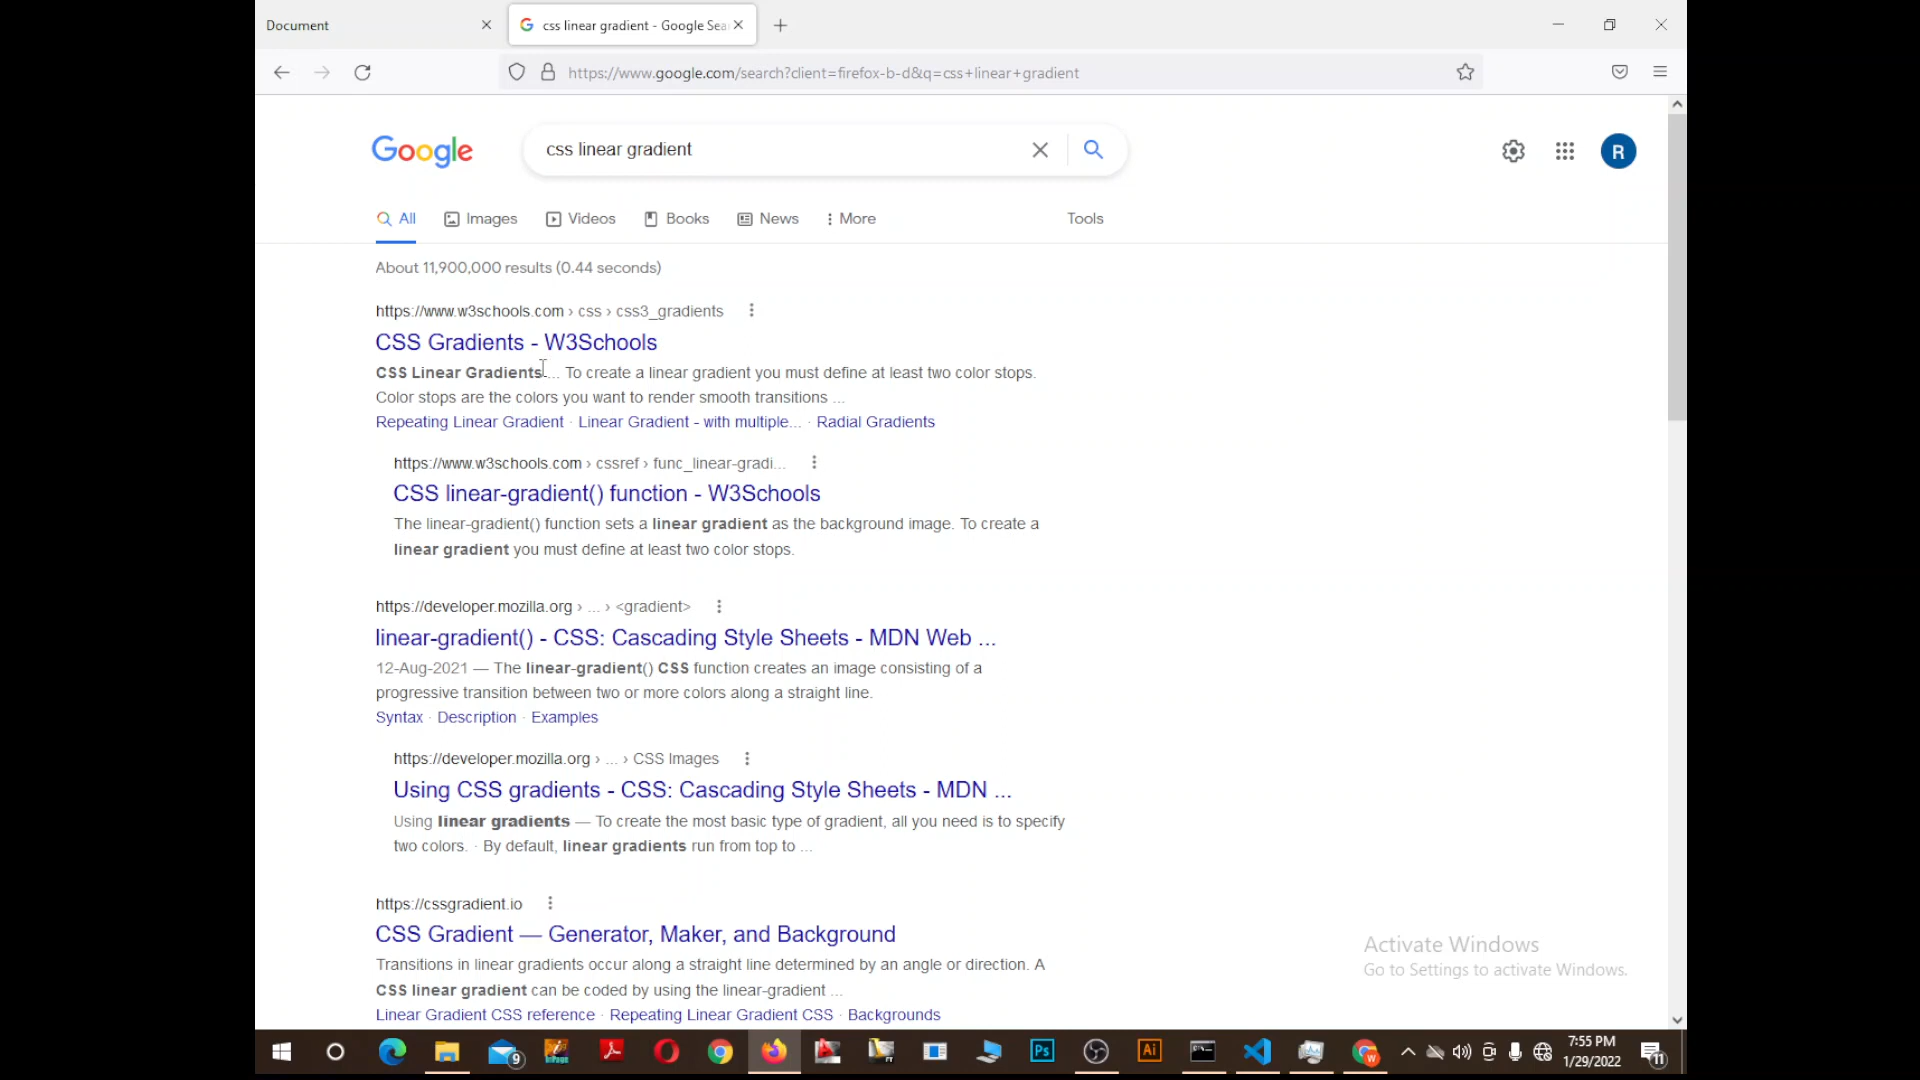 Document
css linear gradient - Google Sea
https://www.google.com/search?client=firefox-b-d&q=css+linear+gradient
Google
css linear gradient
R
All
Images
Videos
Books
News
More
Tools
About 11,900,000 results (0.44 seconds)
https://www.w3schools.com › css › css3_gradients
CSS Gradients - W3Schools
CSS Linear Gradients ... To create a linear gradient you must define at least two color stops.
Color stops are the colors you want to render smooth transitions ...
Repeating Linear Gradient · Linear Gradient - with multiple... · Radial Gradients
https://www.w3schools.com › cssref › func_linear-gradi...
CSS linear-gradient() function - W3Schools
The linear-gradient() function sets a linear gradient as the background image. To create a
linear gradient you must define at least two color stops.
https://developer.mozilla.org › ... › <gradient>
linear-gradient() - CSS: Cascading Style Sheets - MDN Web ...
12-Aug-2021 — The linear-gradient() CSS function creates an image consisting of a
progressive transition between two or more colors along a straight line.
Syntax · Description · Examples
https://developer.mozilla.org › ... › CSS Images
Using CSS gradients - CSS: Cascading Style Sheets - MDN ...
Using linear gradients — To create the most basic type of gradient, all you need is to specify
two colors. · By default, linear gradients run from top to ...
https://cssgradient.io
CSS Gradient — Generator, Maker, and Background
Transitions in linear gradients occur along a straight line determined by an angle or direction. A
CSS linear gradient can be coded by using the linear-gradient ...
Linear Gradient CSS reference · Repeating Linear Gradient CSS · Backgrounds
Activate Windows
Go to Settings to activate Windows.
9
Ps
Ai
W
7:55 PM
1/29/2022
11